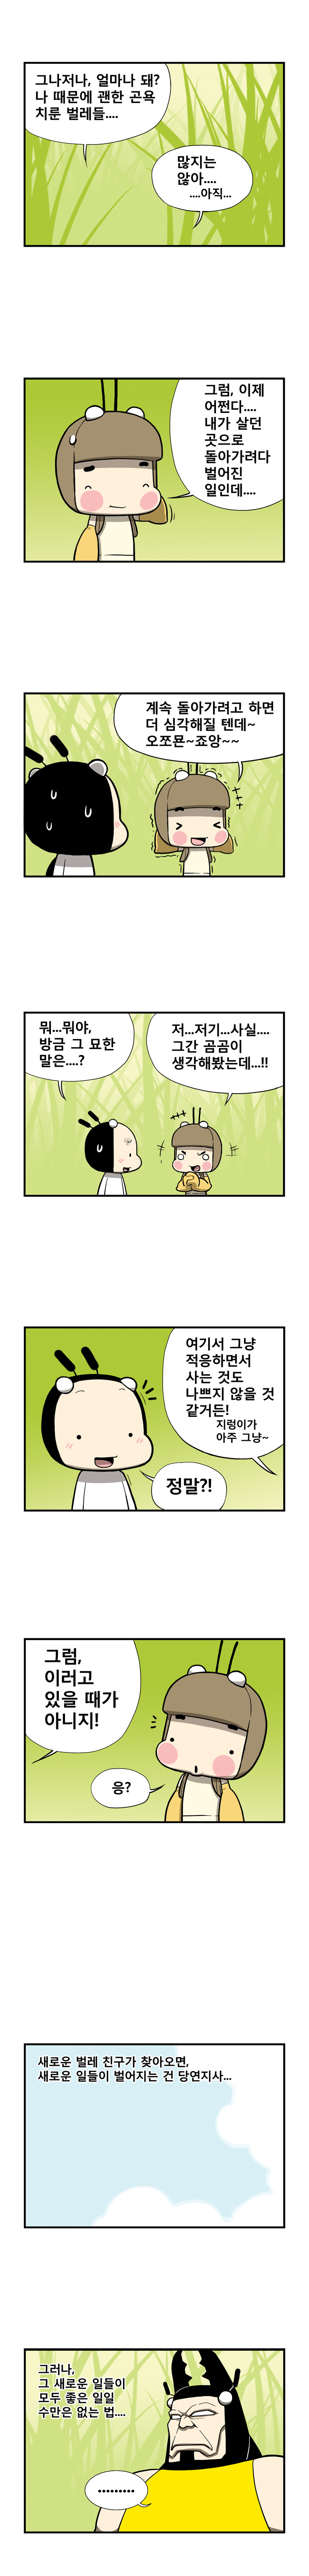 그나저나, 얼마나 돼?
나 때문에 괜한 곤욕
치룬 벌레들....
많지는
않아....
....아직...
그럼, 이제
어쩐다....
내가 살던
곳으로
돌아가려다
벌어진
일인데....
계속 돌아가려고 하면
더 심각해질 텐데~
오쪼묜~죠앙~~
뭐...뭐야,
방금 그 묘한
말은....?
저...저기...사실....
그간 곰곰이
생각해봤는데...!!
여기서 그냥
적응하면서
사는 것도
나쁘지 않을 것
같거든!
지렁이가
아주 그냥~
정말?!
그럼,
이러고
있을 때가
아니지!
응?
새로운 벌레 친구가 찾아오면,
새로운 일들이 벌어지는 건 당연지사...
그러나,
그 새로운 일들이
모두 좋은 일일
수만은 없는 법....
·········